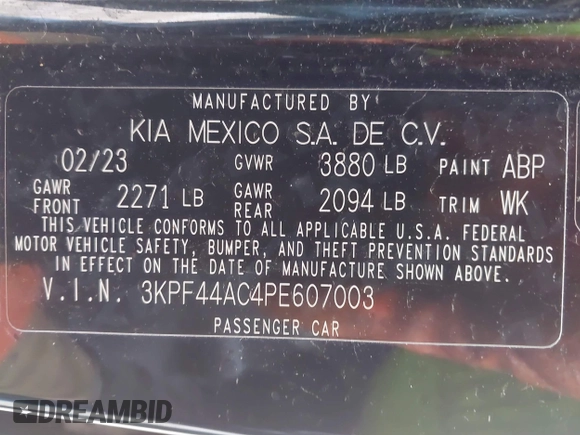 MANUFACTURED BY
KIA MEXICO S.A. DE C.V.
02/23 GVWR 3880 LB PAINT ABP
GAWR FRONT 2271 LB GAWR REAR 2094 LB TRIM WK
THIS VEHICLE CONFORMS TO ALL APPLICABLE U.S.A. FEDERAL
MOTOR VEHICLE SAFETY, BUMPER, AND THEFT PREVENTION STANDARDS
IN EFFECT ON THE DATE OF MANUFACTURE SHOWN ABOVE.
V.I.N. 3KPF44AC4PE607003
PASSENGER CAR
DREAMBID